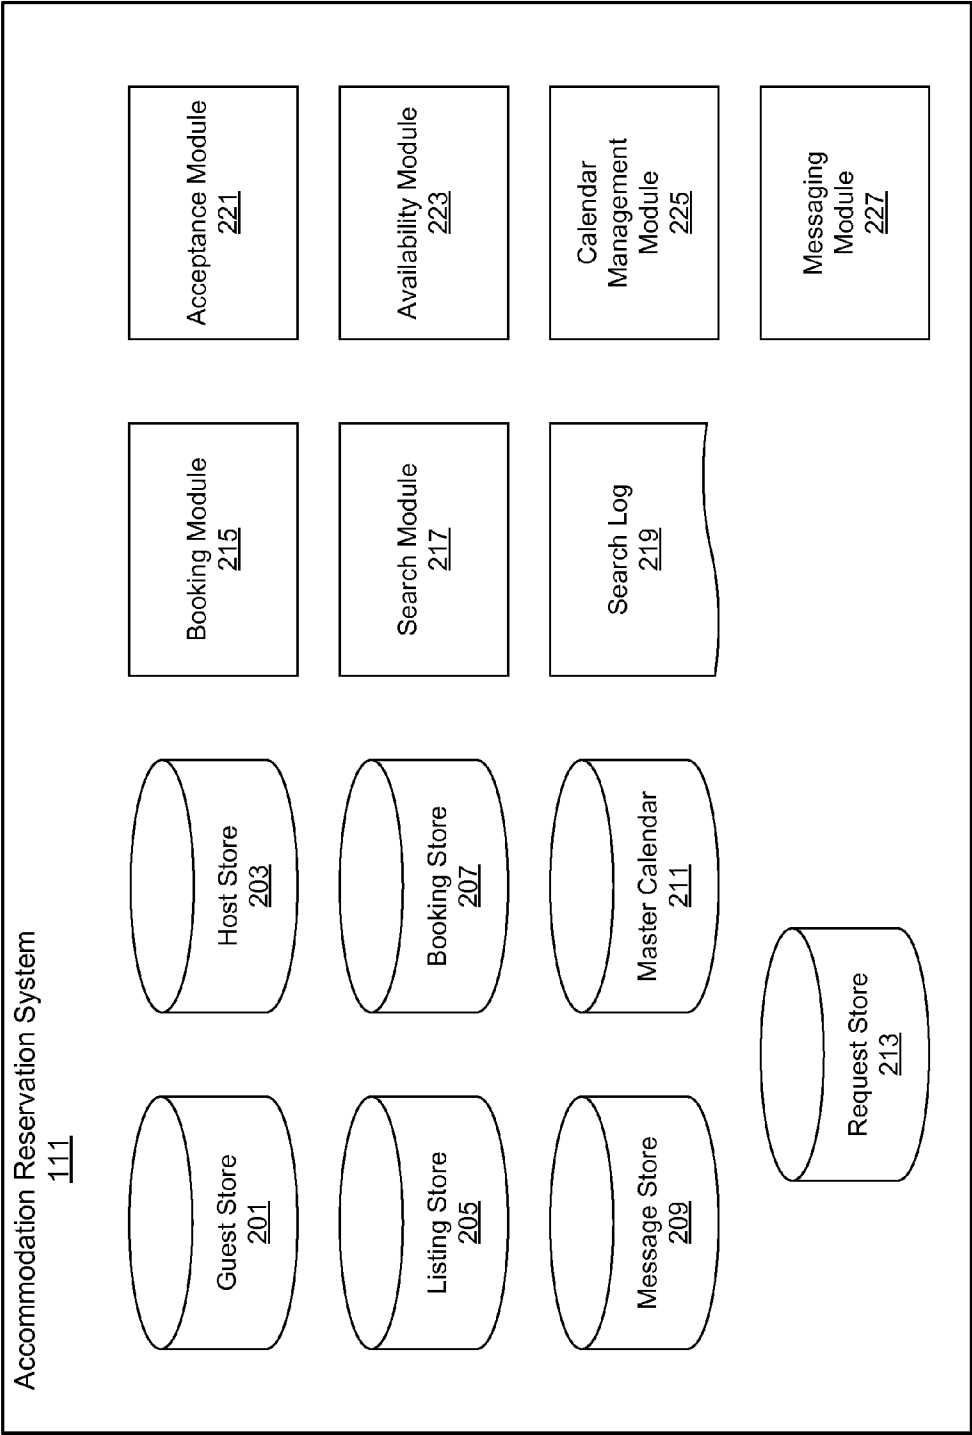 Accommodation Reservation System
111
Guest Store
201
Host Store
203
Booking Module
215
Acceptance Module
221
Listing Store
205
Booking Store
207
Search Module
217
Availability Module
223
Message Store
209
Master Calendar
211
Search Log
219
Calendar
Management
Module
225
Request Store
213
Messaging
Module
227